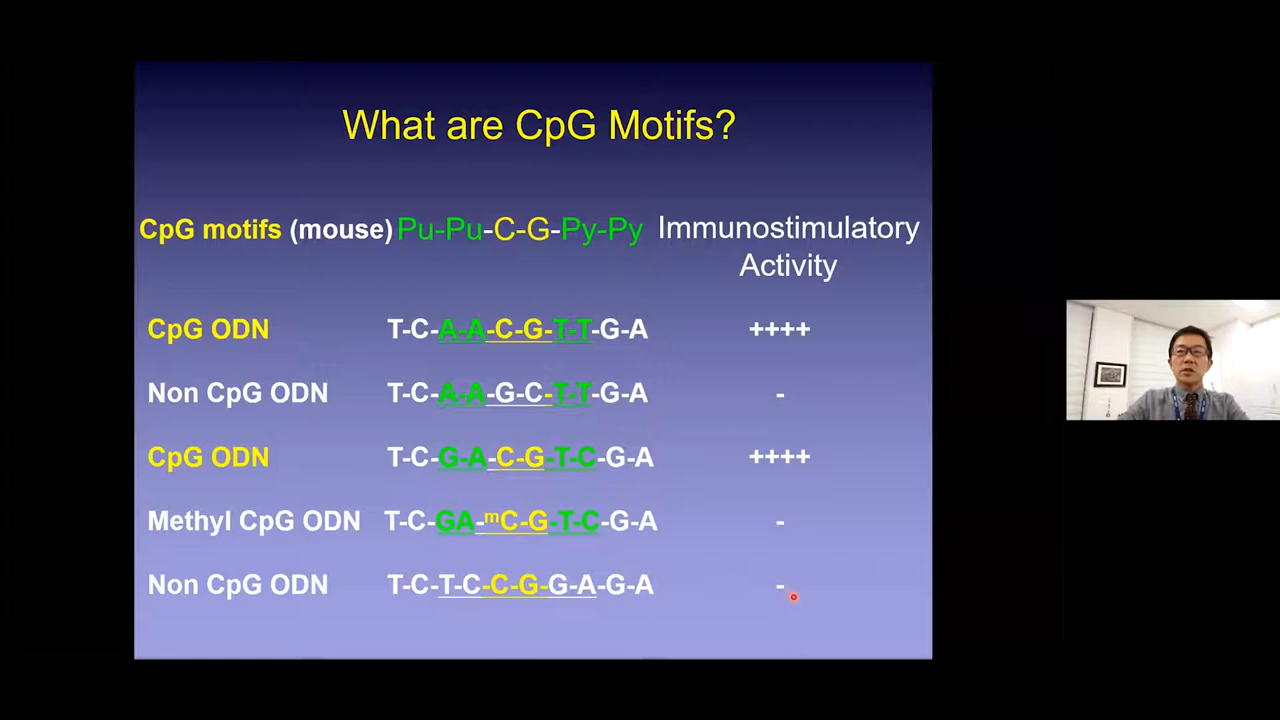 What are CpG Motifs?
CpG motifs (mouse) Pu-Pu-C-G-Py-Py Immunostimulatory
Activity
CpG ODN T-C-A-A-C-G-T-T-G-A ++++
Non CpG ODN T-C-A-A-G-C-T-T-G-A -
CpG ODN T-C-G-A-C-G-T-C-G-A ++++
Methyl CpG ODN T-C-GA-ᵐC-G-T-C-G-A -
Non CpG ODN T-C-T-C-C-G-G-A-G-A -